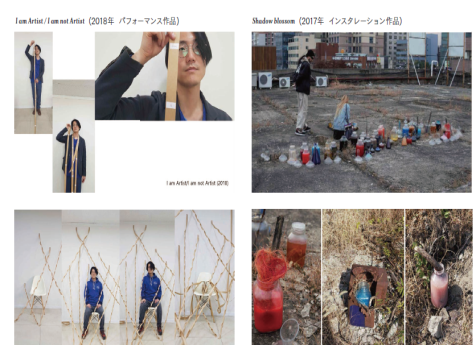 I am Artist / I am not Artist（2018年 パフォーマンス作品）
Shadow blossom（2017年 インスタレーション作品）
I am Artist/I am not Artist (2018)